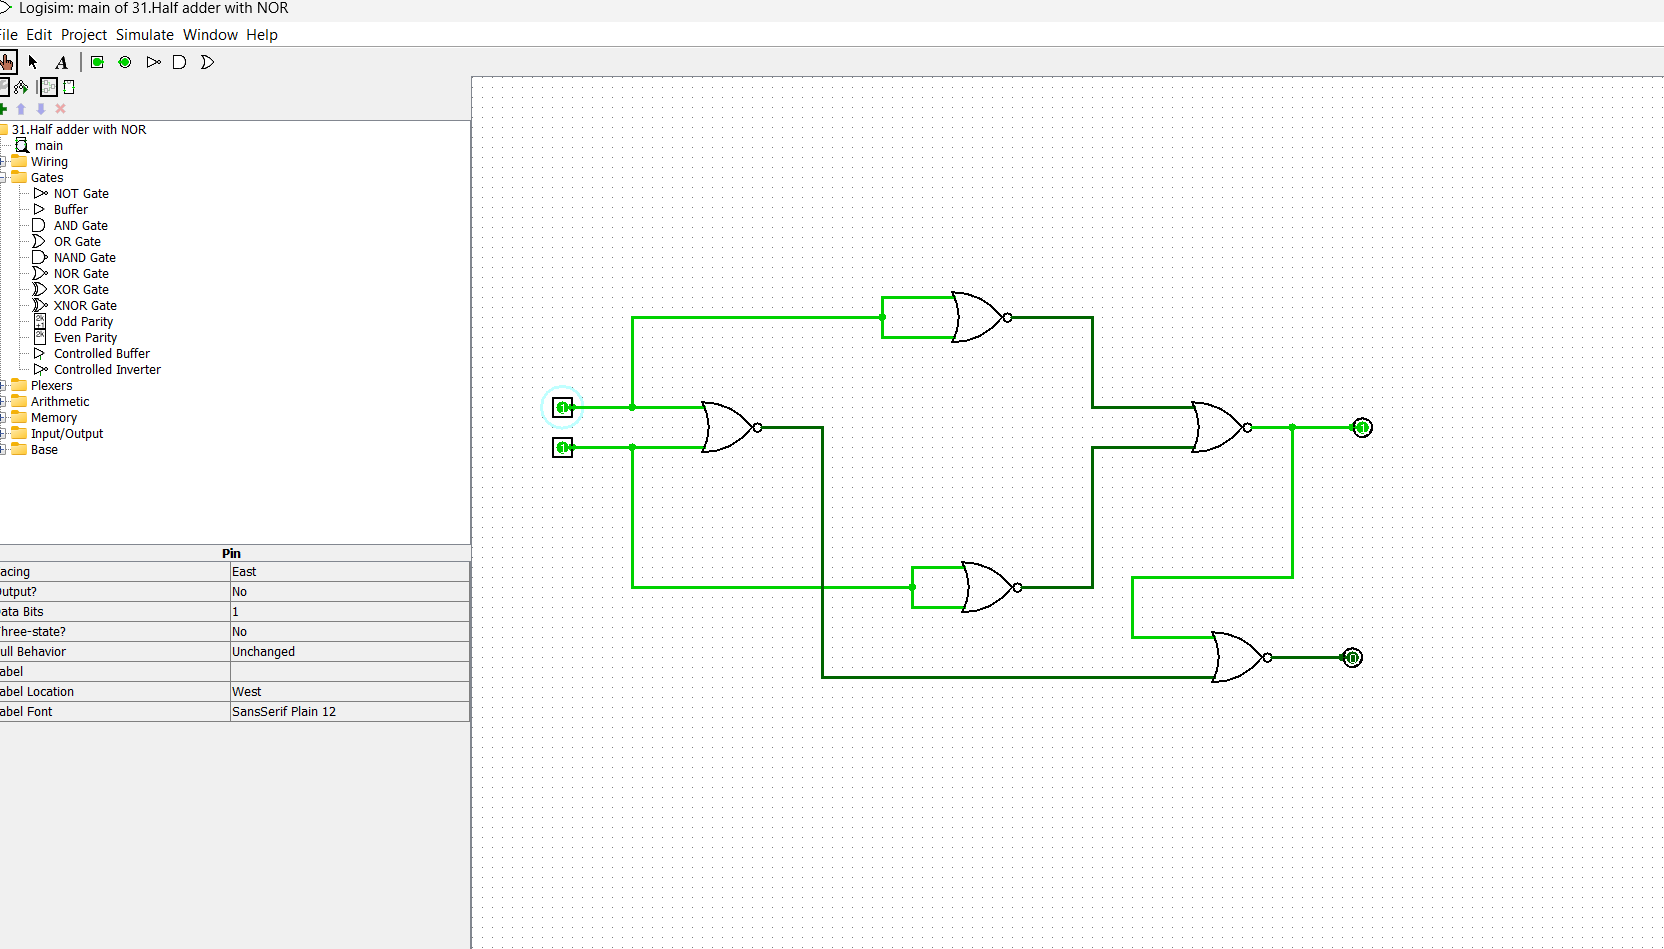 Logisim: main of 31.Half adder with NOR
File Edit Project Simulate Window Help
A
31.Half adder with NOR
main
Wiring
Gates
NOT Gate
Buffer
AND Gate
OR Gate
NAND Gate
NOR Gate
XOR Gate
XNOR Gate
Odd Parity
Even Parity
Controlled Buffer
Controlled Inverter
Plexers
Arithmetic
Memory
Input/Output
Base
Pin
acing East
Output? No
ata Bits 1
hree-state? No
ull Behavior Unchanged
abel
abel Location West
abel Font SansSerif Plain 12
1
1
1
0